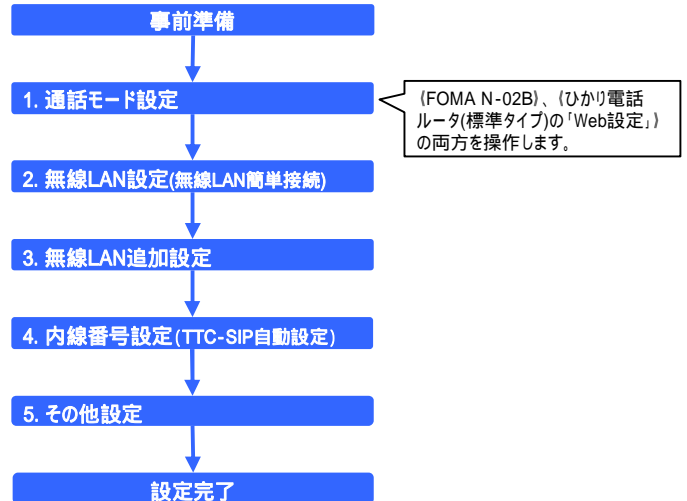 事前準備
1. 通話モード設定
《FOMA N-02B》、《ひかり電話
ルータ(標準タイプ)の「Web設定」》
の両方を操作します。
2. 無線LAN設定(無線LAN簡単接続)
3. 無線LAN追加設定
4. 内線番号設定(TTC-SIP自動設定)
5. その他設定
設定完了